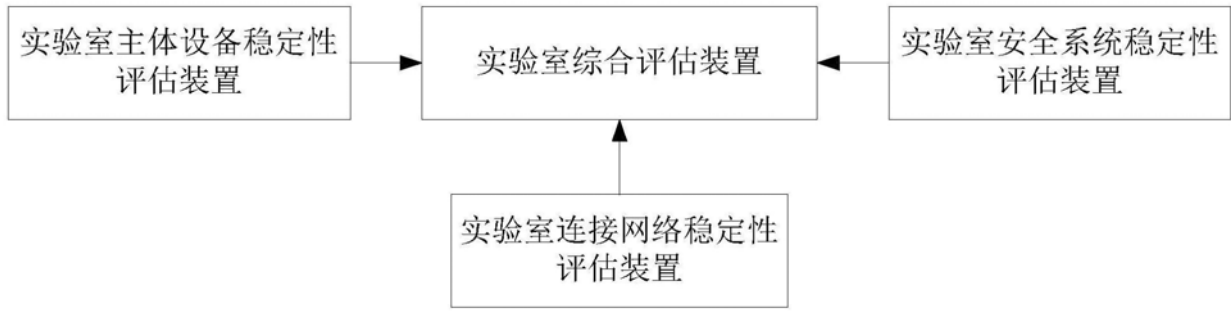 实验室主体设备稳定性
评估装置
实验室综合评估装置
实验室安全系统稳定性
评估装置
实验室连接网络稳定性
评估装置